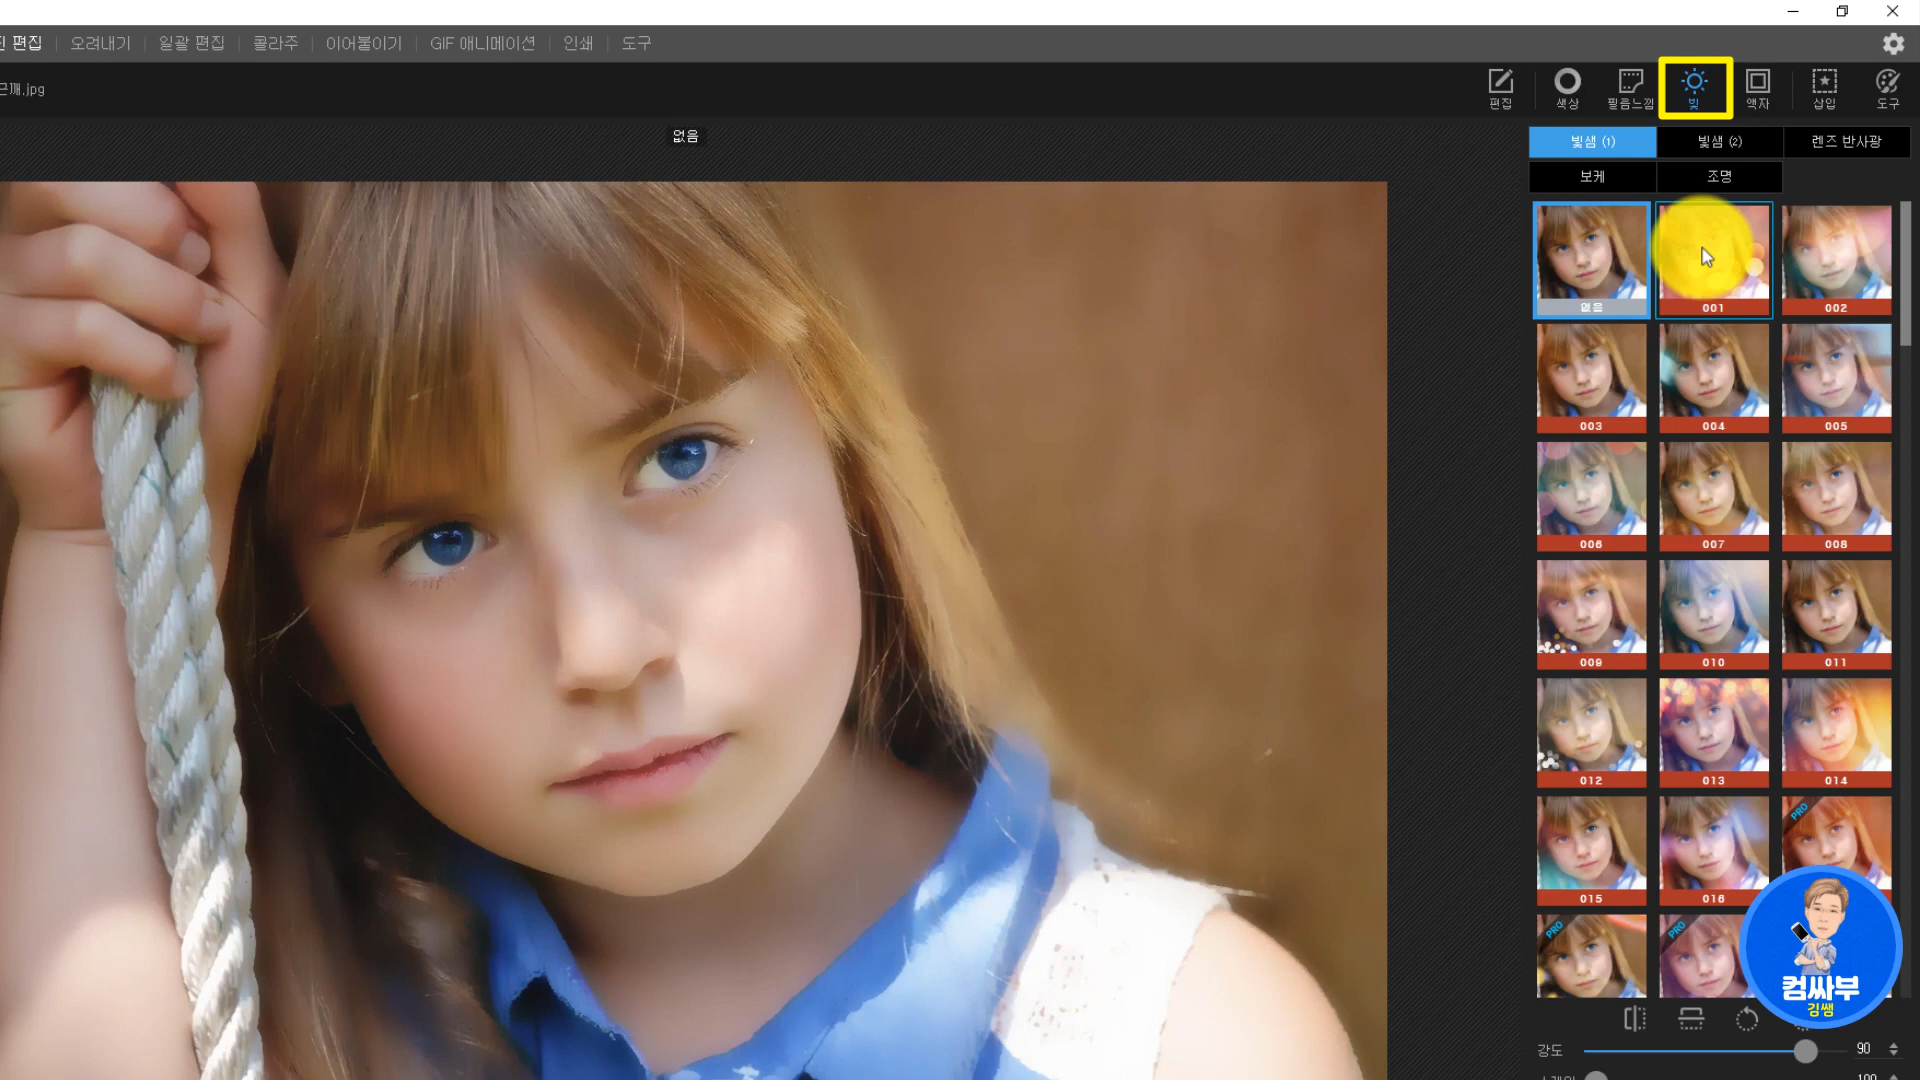 편집 오려내기 일괄 편집 콜라주 이어붙이기 GIF 애니메이션 인쇄 도구
.jpg
편집 색상 필름느낌 빛 액자 삽입 도구
없음
빛샘 (1) 빛샘 (2) 렌즈 반사광
보케 조명
없음 001 002
003 004 005
006 007 008
009 010 011
012 013 014
PRO
015 016
PRO PRO
컴싸부
김쌤
강도 90
100